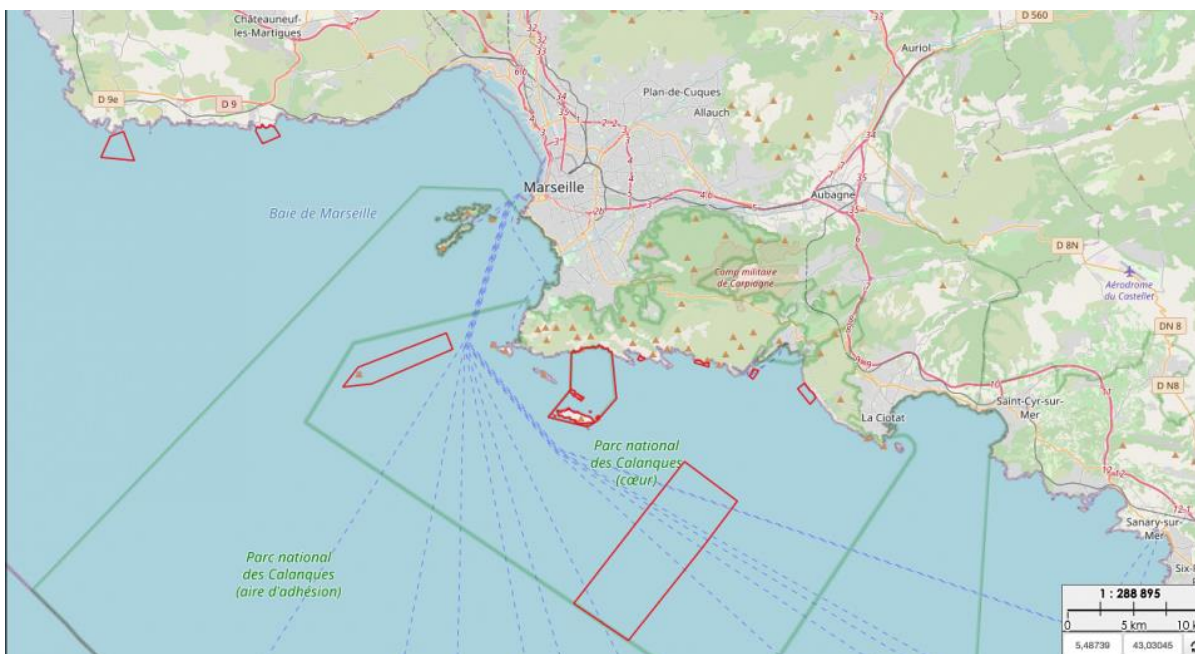 Châteauneuf-
les-Martigues
D 560
Auriol
D 9e
D 9
Plan-de-Cuques
Allauch
Marseille
Aubagne
Baie de Marseille
D 8N
Camp militaire
de Carpiagne
Aérodrome
du Castellet
DN 8
D N8
Saint-Cyr-sur-
Mer
La Ciotat
Parc national
des Calanques
(cœur)
Parc national
des Calanques
(aire d'adhésion)
Sanary-sur-
Mer
1 : 288 895
0
5 km
5,48739
43,03045